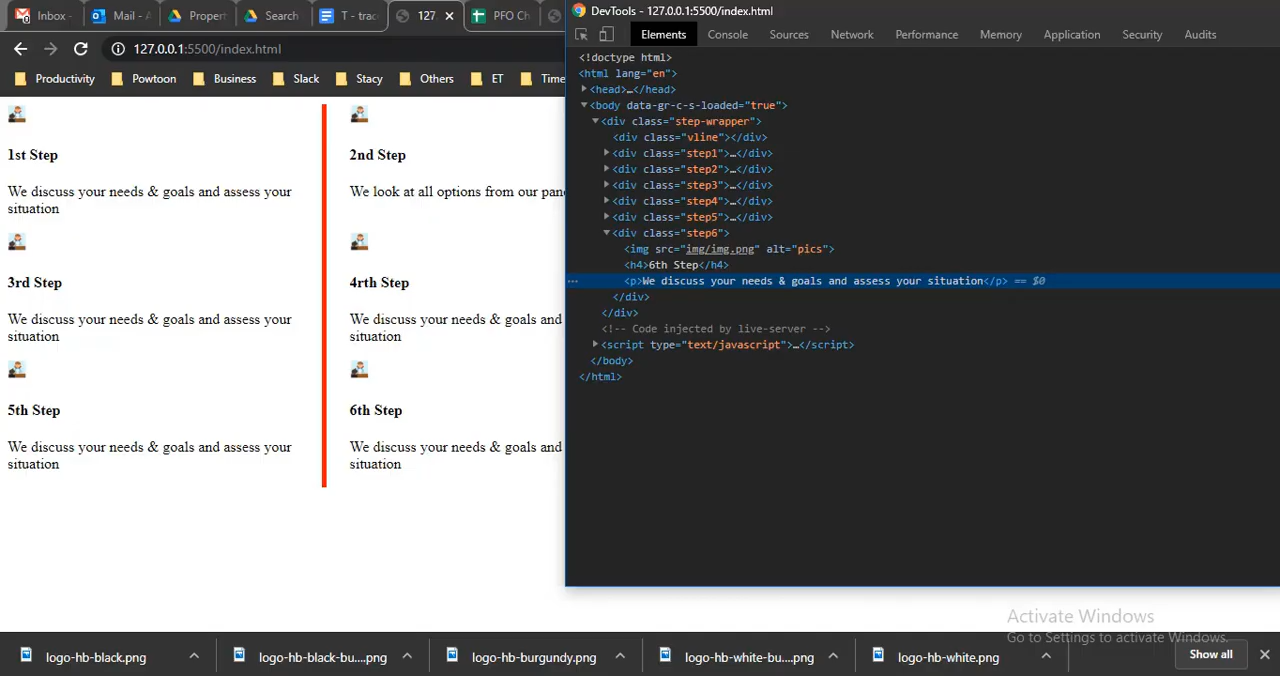 Inbox -
Mail - A
Propert
Search
T - trac
127.
PFO Ch
DevTools - 127.0.0.1:5500/index.html
127.0.0.1:5500/index.html
Elements
Console
Sources
Network
Performance
Memory
Application
Security
Audits
Productivity
Powtoon
Business
Slack
Stacy
Others
ET
Time
1st Step
We discuss your needs & goals and assess your
situation
2nd Step
We look at all options from our pane
3rd Step
We discuss your needs & goals and assess your
situation
4rth Step
We discuss your needs & goals and
situation
5th Step
We discuss your needs & goals and assess your
situation
6th Step
We discuss your needs & goals and
situation
<!doctype html>
<html lang="en">
<head>…</head>
<body data-gr-c-s-loaded="true">
<div class="step-wrapper">
<div class="vline"></div>
<div class="step1">…</div>
<div class="step2">…</div>
<div class="step3">…</div>
<div class="step4">…</div>
<div class="step5">…</div>
<div class="step6">
<img src="img/img.png" alt="pics">
<h4>6th Step</h4>
<p>We discuss your needs & goals and assess your situation</p> == $0
</div>
</div>
<!-- Code injected by live-server -->
<script type="text/javascript">…</script>
</body>
</html>
Activate Windows
Go to Settings to activate Windows.
logo-hb-black.png
logo-hb-black-bu....png
logo-hb-burgundy.png
logo-hb-white-bu....png
logo-hb-white.png
Show all